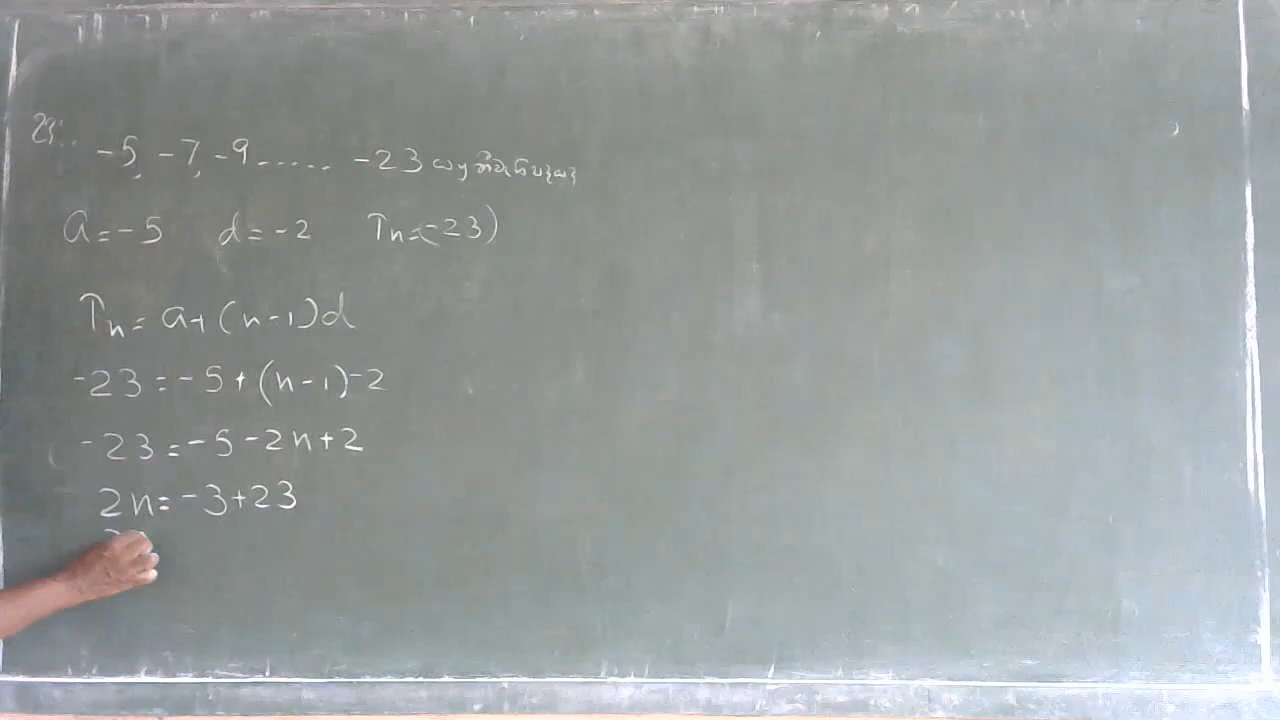 23.
-5, -7, -9 ...... -23
a = -5 d = -2 Tn = (-23)
Tn = a + (n - 1) d
-23 = -5 + (n - 1) -2
-23 = -5 - 2n + 2
2n = -3 + 23